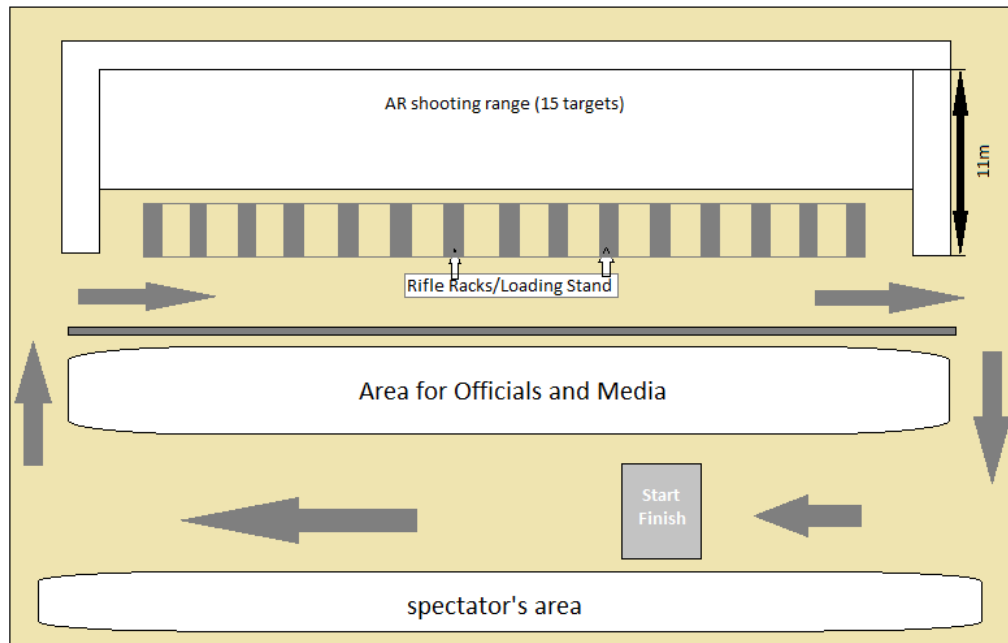 AR shooting range (15 targets)
11m
Rifle Racks/Loading Stand
Area for Officials and Media
Start
Finish
spectator's area